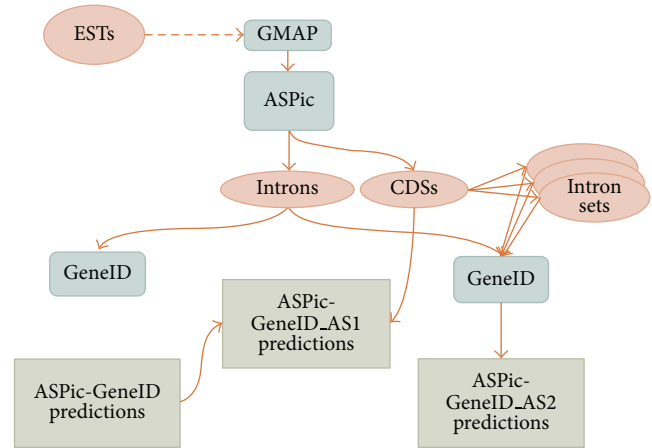 ESTs
GMAP
ASPic
Introns
CDSs
Intron
sets
GeneID
GeneID
ASPic-
GeneID_AS1
predictions
ASPic-GeneID
predictions
ASPic-
GeneID_AS2
predictions